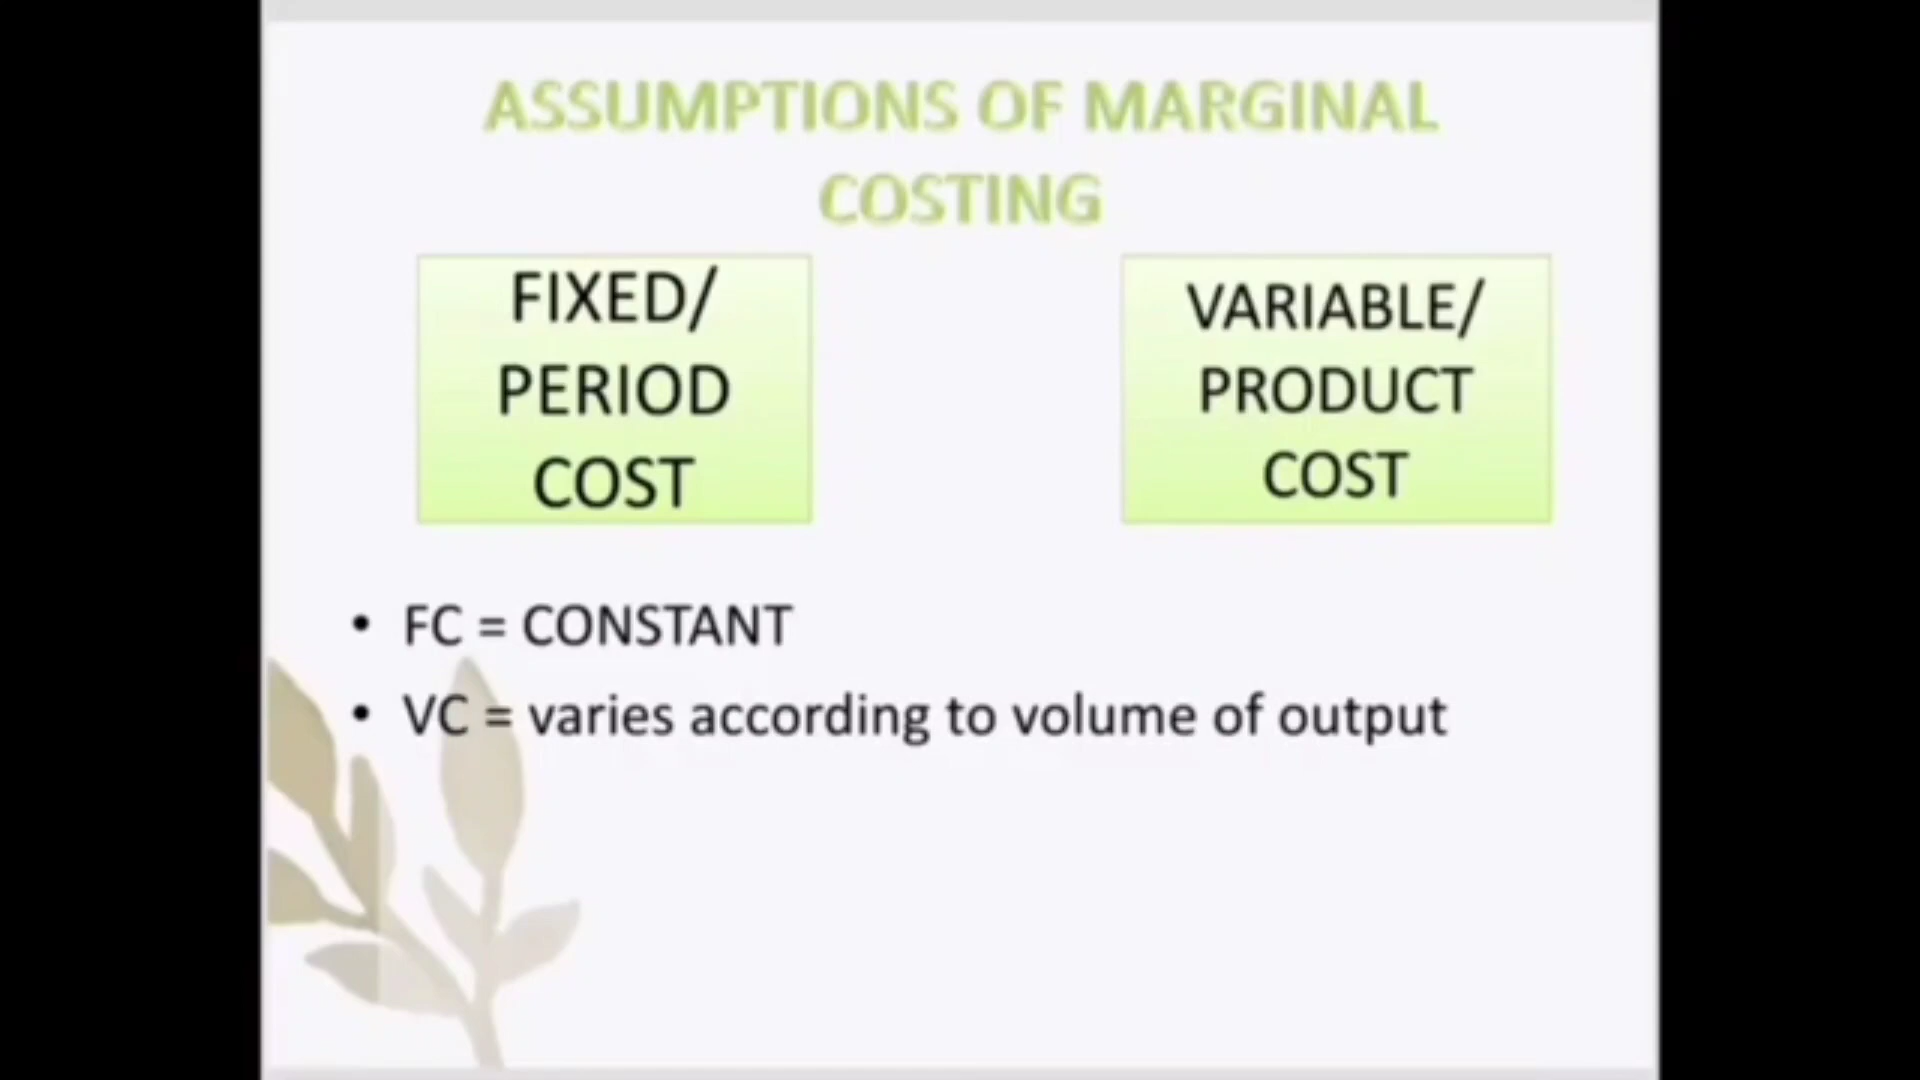 ASSUMPTIONS OF MARGINAL
COSTING
FIXED/
PERIOD
COST
VARIABLE/
PRODUCT
COST
• FC = CONSTANT
• VC = varies according to volume of output